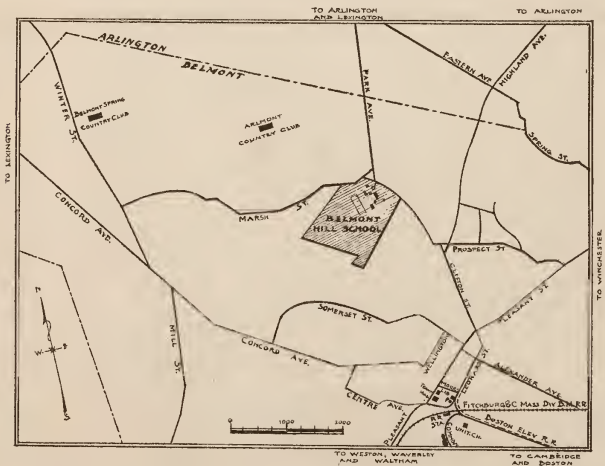 TO ARLINGTON
AND LEXINGTON
TO ARLINGTON
ARLINGTON
BELMONT
WINTER ST.
BELMONT SPRING
COUNTRY CLUB
ARLMONT
COUNTRY CLUB
PARK AVE.
EASTERN AVE.
HIGHLAND AVE.
SPRING ST.
TO LEXINGTON
CONCORD AVE.
MARSH ST.
BELMONT
HILL SCHOOL
PROSPECT ST
CLIFTON ST.
PLEASANT ST.
TO WINCHESTER
N
W
E
S
MILL ST.
SOMERSET ST.
CONCORD AVE.
WELLINGTON
LEONARD ST.
ALEXANDER AVE.
CENTRE AVE.
FITCHBURG & C. MASS DIV B.M.R.R.
BOSTON ELEV R.R.
R.R.
STA.
UNIT. CH.
PLEASANT
CONCORD
0 1000 2000
TO WESTON, WAVERLEY
AND WALTHAM
TO CAMBRIDGE
AND BOSTON